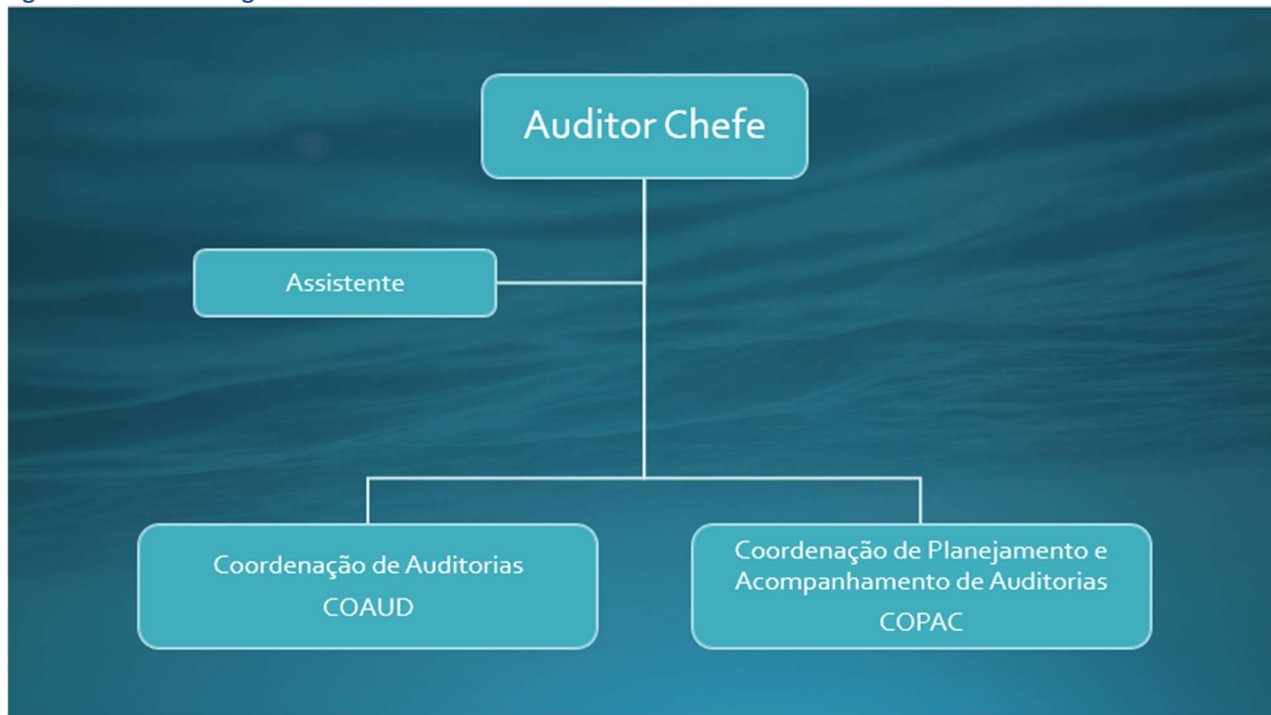 Auditor Chefe
Assistente
Coordenação de Auditorias
COAUD
Coordenação de Planejamento e
Acompanhamento de Auditorias
COPAC